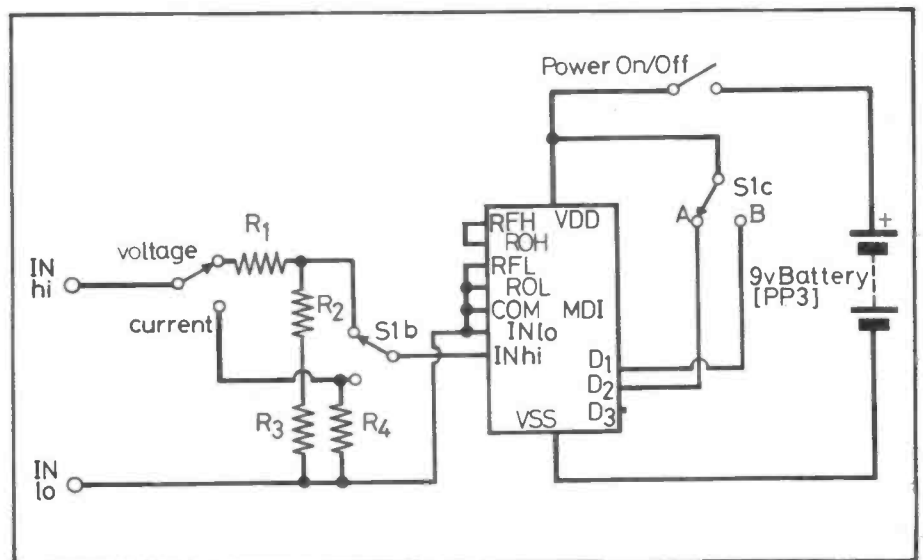 Power On/Off
S1c
A B
+
9v Battery
[PP3]
VDD
RFH
ROH
RFL
ROL
COM MDI
INlo
INhi
D1
D2
D3
VSS
IN
hi
voltage
R1
R2
current
S1b
R3
R4
IN
lo